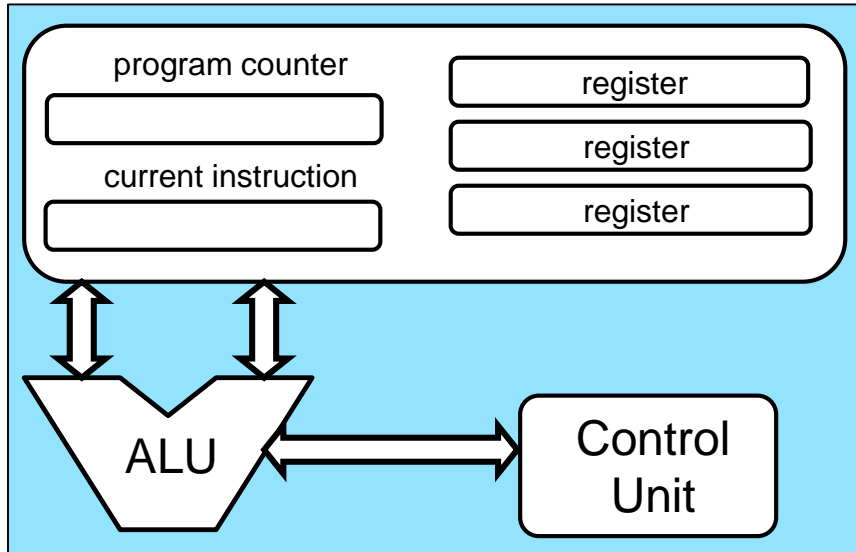 program counter
register
register
current instruction
register
ALU
Control
Unit